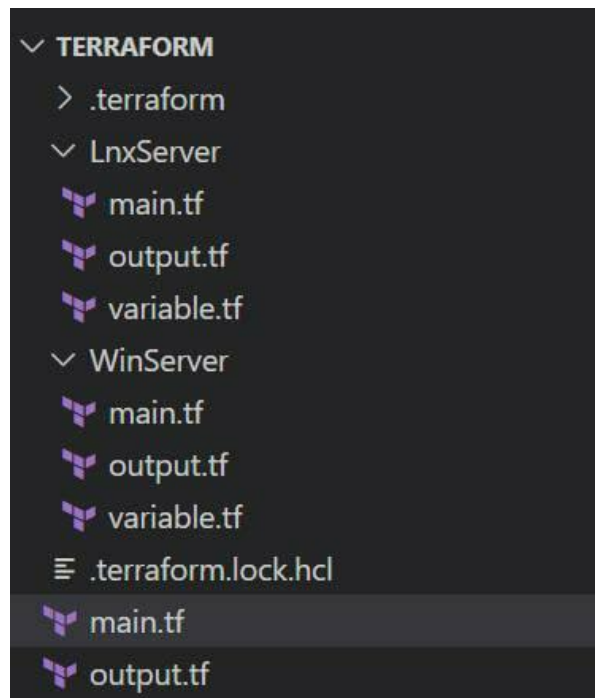 TERRAFORM
.terraform
LnxServer
main.tf
output.tf
variable.tf
WinServer
main.tf
output.tf
variable.tf
.terraform.lock.hcl
main.tf
output.tf